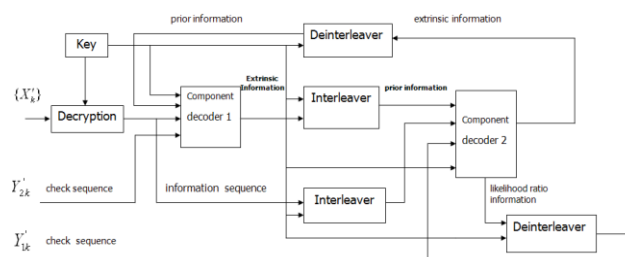 prior information
extrinsic information
Deinterleaver
Key
{X'_k}
Extrinsic
Information
Component
decoder 1
Interleaver
prior information
Decryption
Component
decoder 2
Y'_{2k} check sequence
information sequence
Interleaver
likelihood ratio
information
Deinterleaver
Y'_{1k} check sequence